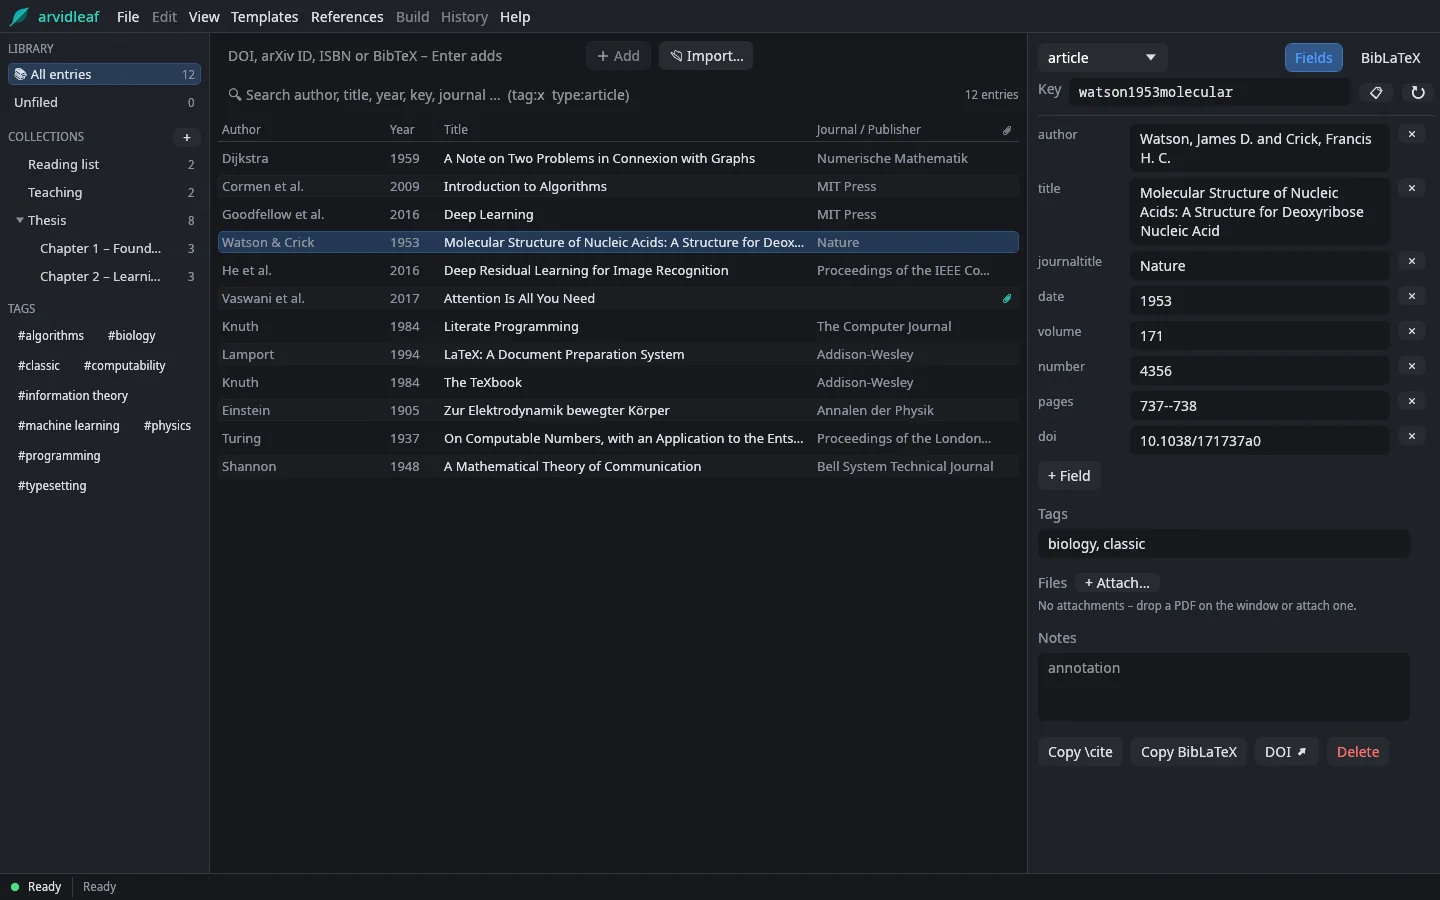 arvidleaf File Edit View Templates References Build History Help
LIBRARY
All entries 12
Unfiled 0
COLLECTIONS +
Reading list 2
Teaching 2
Thesis 8
Chapter 1 – Found... 3
Chapter 2 – Learni... 3
TAGS
#algorithms #biology
#classic #computability
#information theory
#machine learning #physics
#programming
#typesetting
DOI, arXiv ID, ISBN or BibTeX – Enter adds + Add Import...
Search author, title, year, key, journal ... (tag:x type:article) 12 entries
Author Year Title Journal / Publisher
Dijkstra 1959 A Note on Two Problems in Connexion with Graphs Numerische Mathematik
Cormen et al. 2009 Introduction to Algorithms MIT Press
Goodfellow et al. 2016 Deep Learning MIT Press
Watson & Crick 1953 Molecular Structure of Nucleic Acids: A Structure for Deox... Nature
He et al. 2016 Deep Residual Learning for Image Recognition Proceedings of the IEEE Co...
Vaswani et al. 2017 Attention Is All You Need
Knuth 1984 Literate Programming The Computer Journal
Lamport 1994 LaTeX: A Document Preparation System Addison-Wesley
Knuth 1984 The TeXbook Addison-Wesley
Einstein 1905 Zur Elektrodynamik bewegter Körper Annalen der Physik
Turing 1937 On Computable Numbers, with an Application to the Ents... Proceedings of the London...
Shannon 1948 A Mathematical Theory of Communication Bell System Technical Journal
article Fields BibLaTeX
Key watson1953molecular
author Watson, James D. and Crick, Francis
H. C.
title Molecular Structure of Nucleic
Acids: A Structure for Deoxyribose
Nucleic Acid
journaltitle Nature
date 1953
volume 171
number 4356
pages 737--738
doi 10.1038/171737a0
+ Field
Tags
biology, classic
Files + Attach...
No attachments – drop a PDF on the window or attach one.
Notes
annotation
Copy \cite Copy BibLaTeX DOI Delete
Ready Ready